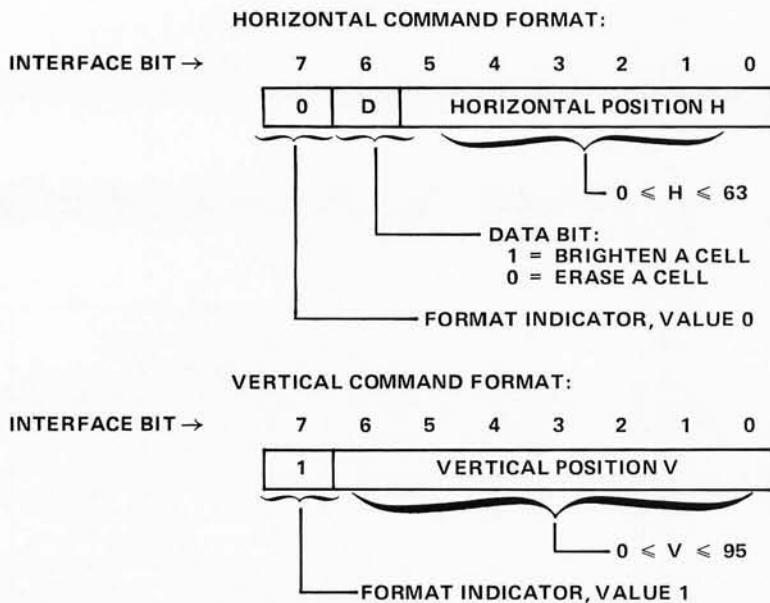 HORIZONTAL COMMAND FORMAT:
INTERFACE BIT → 7 6 5 4 3 2 1 0
0 D HORIZONTAL POSITION H
0 ⩽ H ⩽ 63
DATA BIT:
1 = BRIGHTEN A CELL
0 = ERASE A CELL
FORMAT INDICATOR, VALUE 0
VERTICAL COMMAND FORMAT:
INTERFACE BIT → 7 6 5 4 3 2 1 0
1 VERTICAL POSITION V
0 ⩽ V ⩽ 95
FORMAT INDICATOR, VALUE 1